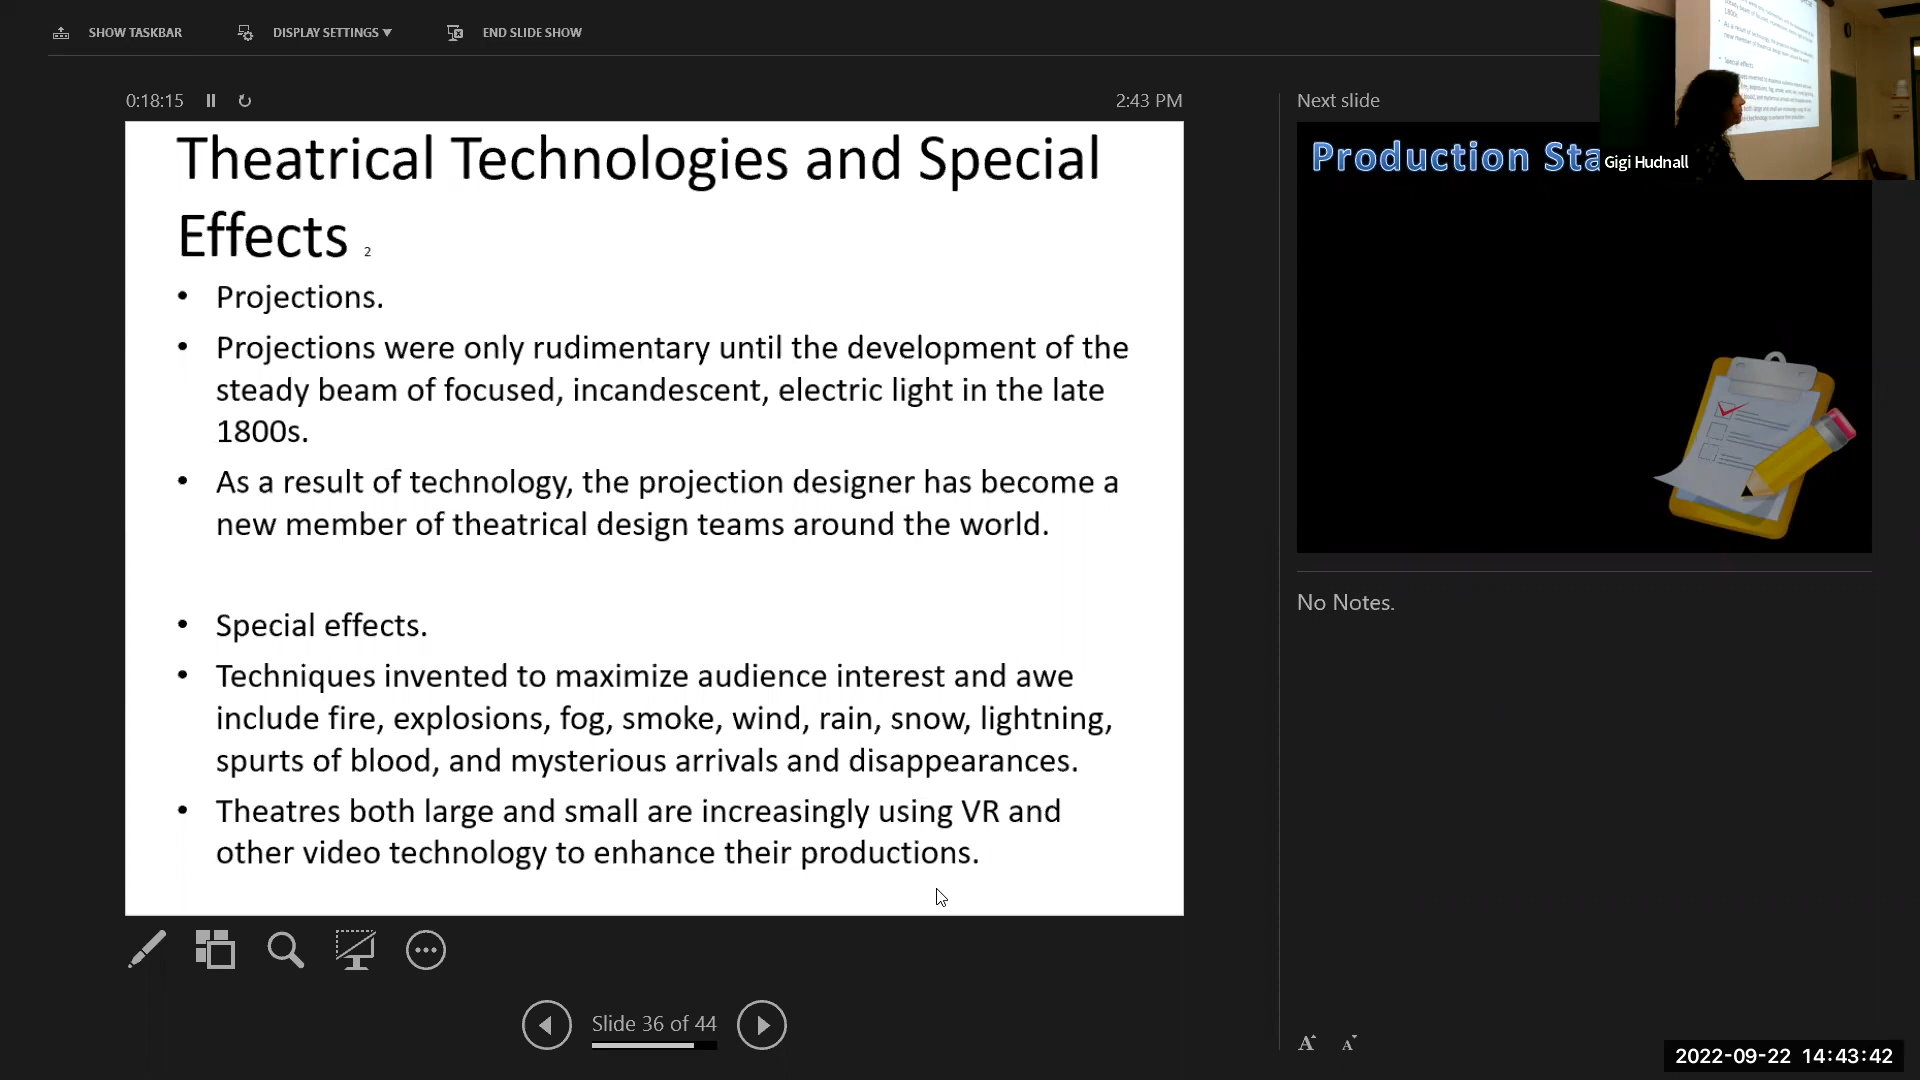 SHOW TASKBAR
DISPLAY SETTINGS ▼
END SLIDE SHOW
0:18:15
2:43 PM
Theatrical Technologies and Special
Effects 2
• Projections.
• Projections were only rudimentary until the development of the
steady beam of focused, incandescent, electric light in the late
1800s.
• As a result of technology, the projection designer has become a
new member of theatrical design teams around the world.
• Special effects.
• Techniques invented to maximize audience interest and awe
include fire, explosions, fog, smoke, wind, rain, snow, lightning,
spurts of blood, and mysterious arrivals and disappearances.
• Theatres both large and small are increasingly using VR and
other video technology to enhance their productions.
Slide 36 of 44
Next slide
Production Sta
Gigi Hudnall
No Notes.
A A
2022-09-22 14:43:42